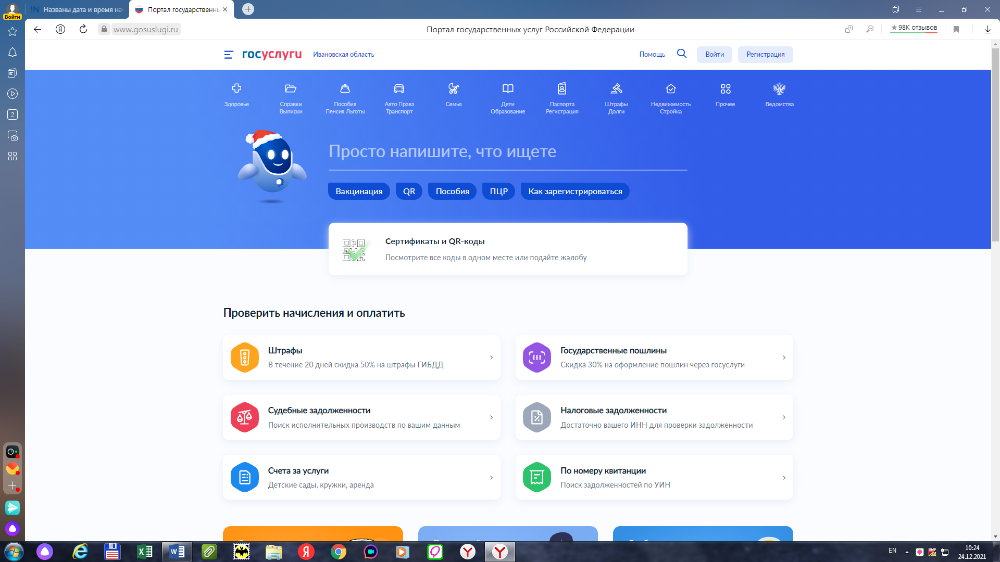 Войти
Названы дата и время на
Портал государственнь
www.gosuslugi.ru
Портал государственных услуг Российской Федерации
98К отзывов
2
госуслуги
Ивановская область
Помощь
Войти
Регистрация
Здоровье
Справки
Выписки
Пособия
Пенсия Льготы
Авто Права
Транспорт
Семья
Дети
Образование
Паспорта
Регистрация
Штрафы
Долги
Недвижимость
Стройка
Прочее
Ведомства
Просто напишите, что ищете
Вакцинация
QR
Пособия
ПЦР
Как зарегистрироваться
Сертификаты и QR-коды
Посмотрите все коды в одном месте или подайте жалобу
Проверить начисления и оплатить
Штрафы
В течение 20 дней скидка 50% на штрафы ГИБДД
Государственные пошлины
Скидка 30% на оформление пошлин через госуслуги
Судебные задолженности
Поиск исполнительных производств по вашим данным
Налоговые задолженности
Достаточно вашего ИНН для проверки задолженности
Счета за услуги
Детские сады, кружки, аренда
По номеру квитанции
Поиск задолженностей по УИН
EN
10:24
24.12.2021